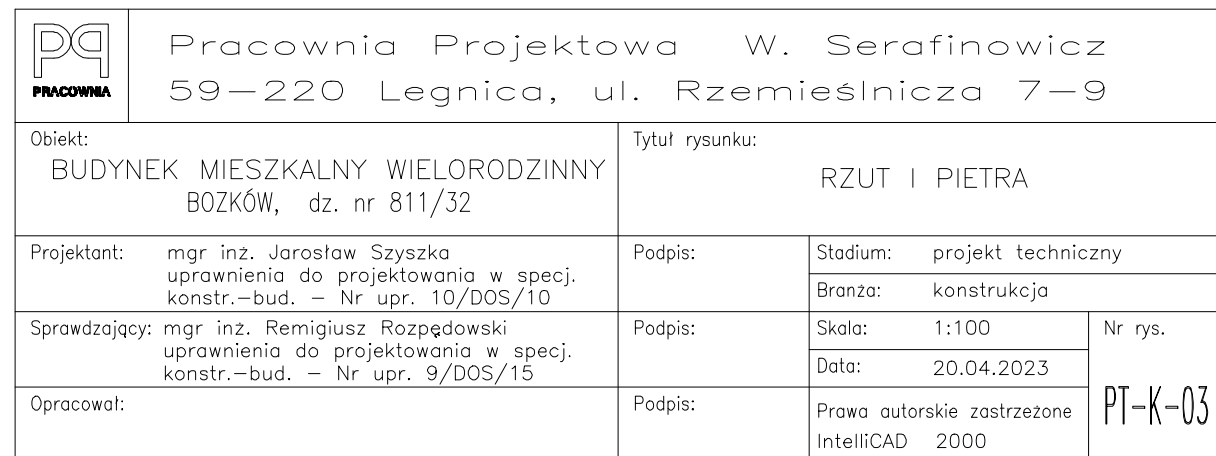 PRACOWNIA
Pracownia Projektowa W. Serafinowicz
59-220 Legnica, ul. Rzemieślnicza 7-9
Obiekt:
BUDYNEK MIESZKALNY WIELORODZINNY
BOZKÓW, dz. nr 811/32
Tytuł rysunku:
RZUT I PIETRA
Projektant: mgr inż. Jarosław Szyszka
uprawnienia do projektowania w specj.
konstr.-bud. - Nr upr. 10/DOS/10
Podpis:
Stadium: projekt techniczny
Branża: konstrukcja
Sprawdzający: mgr inż. Remigiusz Rozpędowski
uprawnienia do projektowania w specj.
konstr.-bud. - Nr upr. 9/DOS/15
Podpis:
Skala: 1:100
Data: 20.04.2023
Nr rys.
PT-K-03
Opracował:
Podpis:
Prawa autorskie zastrzeżone
IntelliCAD 2000